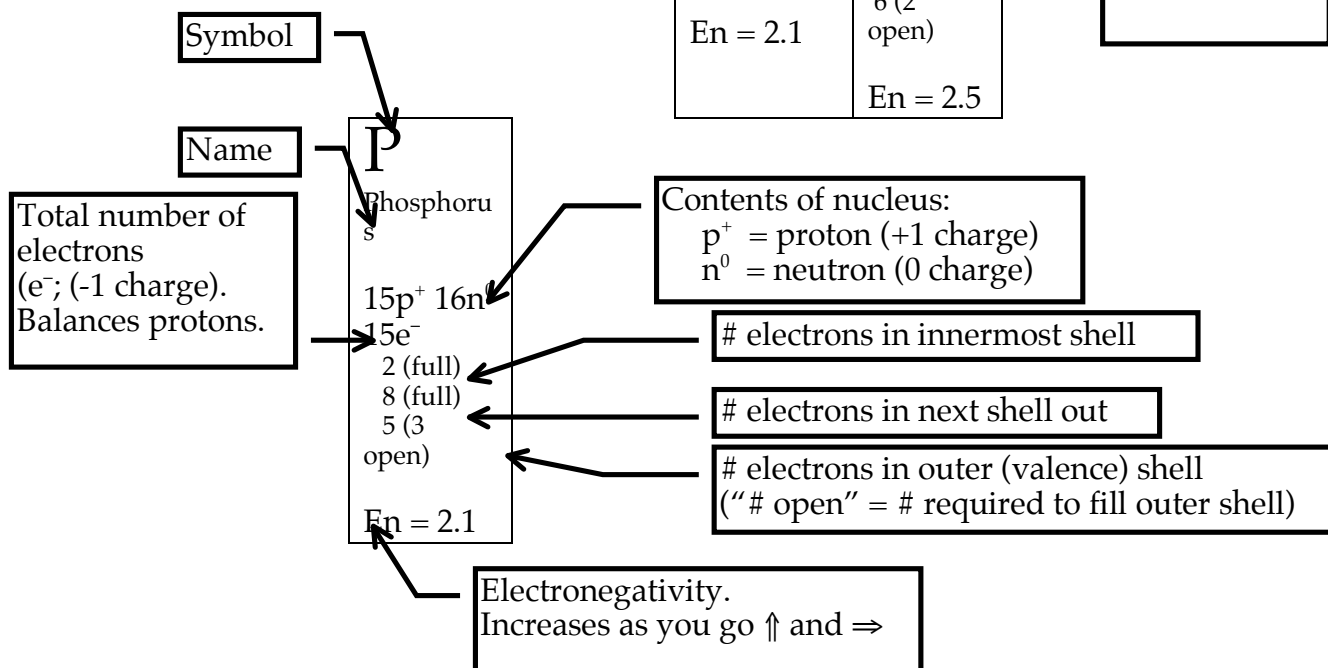 6 (2
open)
En = 2.1
En = 2.5
Symbol
Name
Total number of
electrons
(e⁻; (-1 charge).
Balances protons.
P
Phosphoru
s
15p⁺ 16n⁰
15e⁻
2 (full)
8 (full)
5 (3
open)
En = 2.1
Contents of nucleus:
p⁺ = proton (+1 charge)
n⁰ = neutron (0 charge)
# electrons in innermost shell
# electrons in next shell out
# electrons in outer (valence) shell
(“# open” = # required to fill outer shell)
Electronegativity.
Increases as you go ⇑ and ⇒